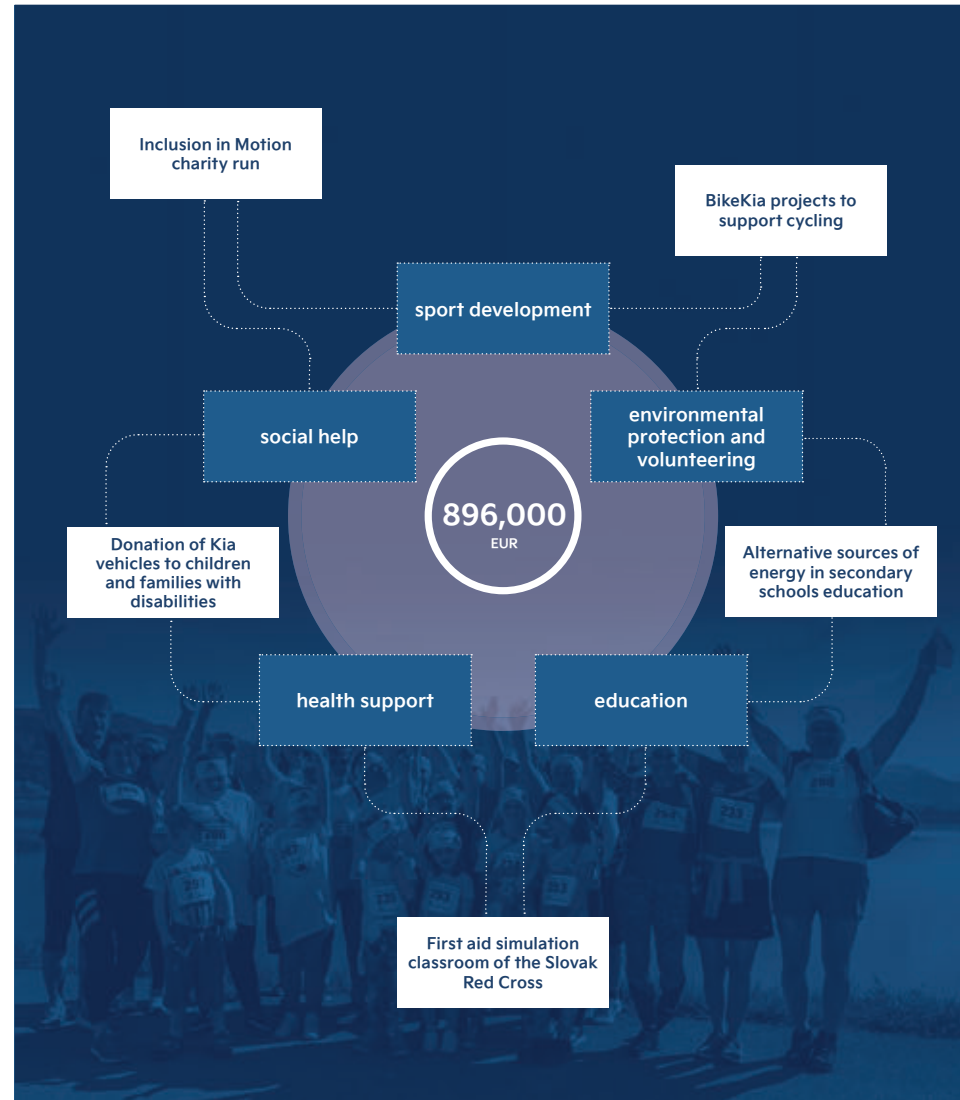 Inclusion in Motion
charity run
BikeKia projects to
support cycling
sport development
social help
environmental
protection and
volunteering
896,000
EUR
Donation of Kia
vehicles to children
and families with
disabilities
Alternative sources of
energy in secondary
schools education
health support
education
First aid simulation
classroom of the Slovak
Red Cross